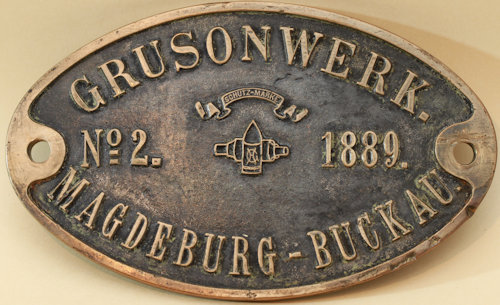 GRUSONWERK.
SCHUTZ-MARKE
No 2. 1889.
MAGDEBURG-BUCKAU.